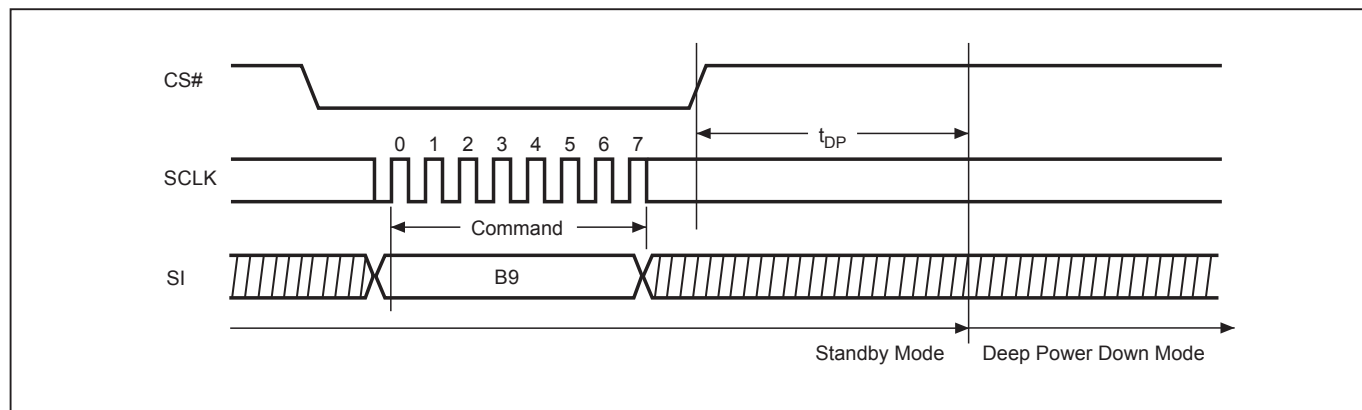 CS#
tDP
0 1 2 3 4 5 6 7
SCLK
Command
SI
B9
Standby Mode
Deep Power Down Mode